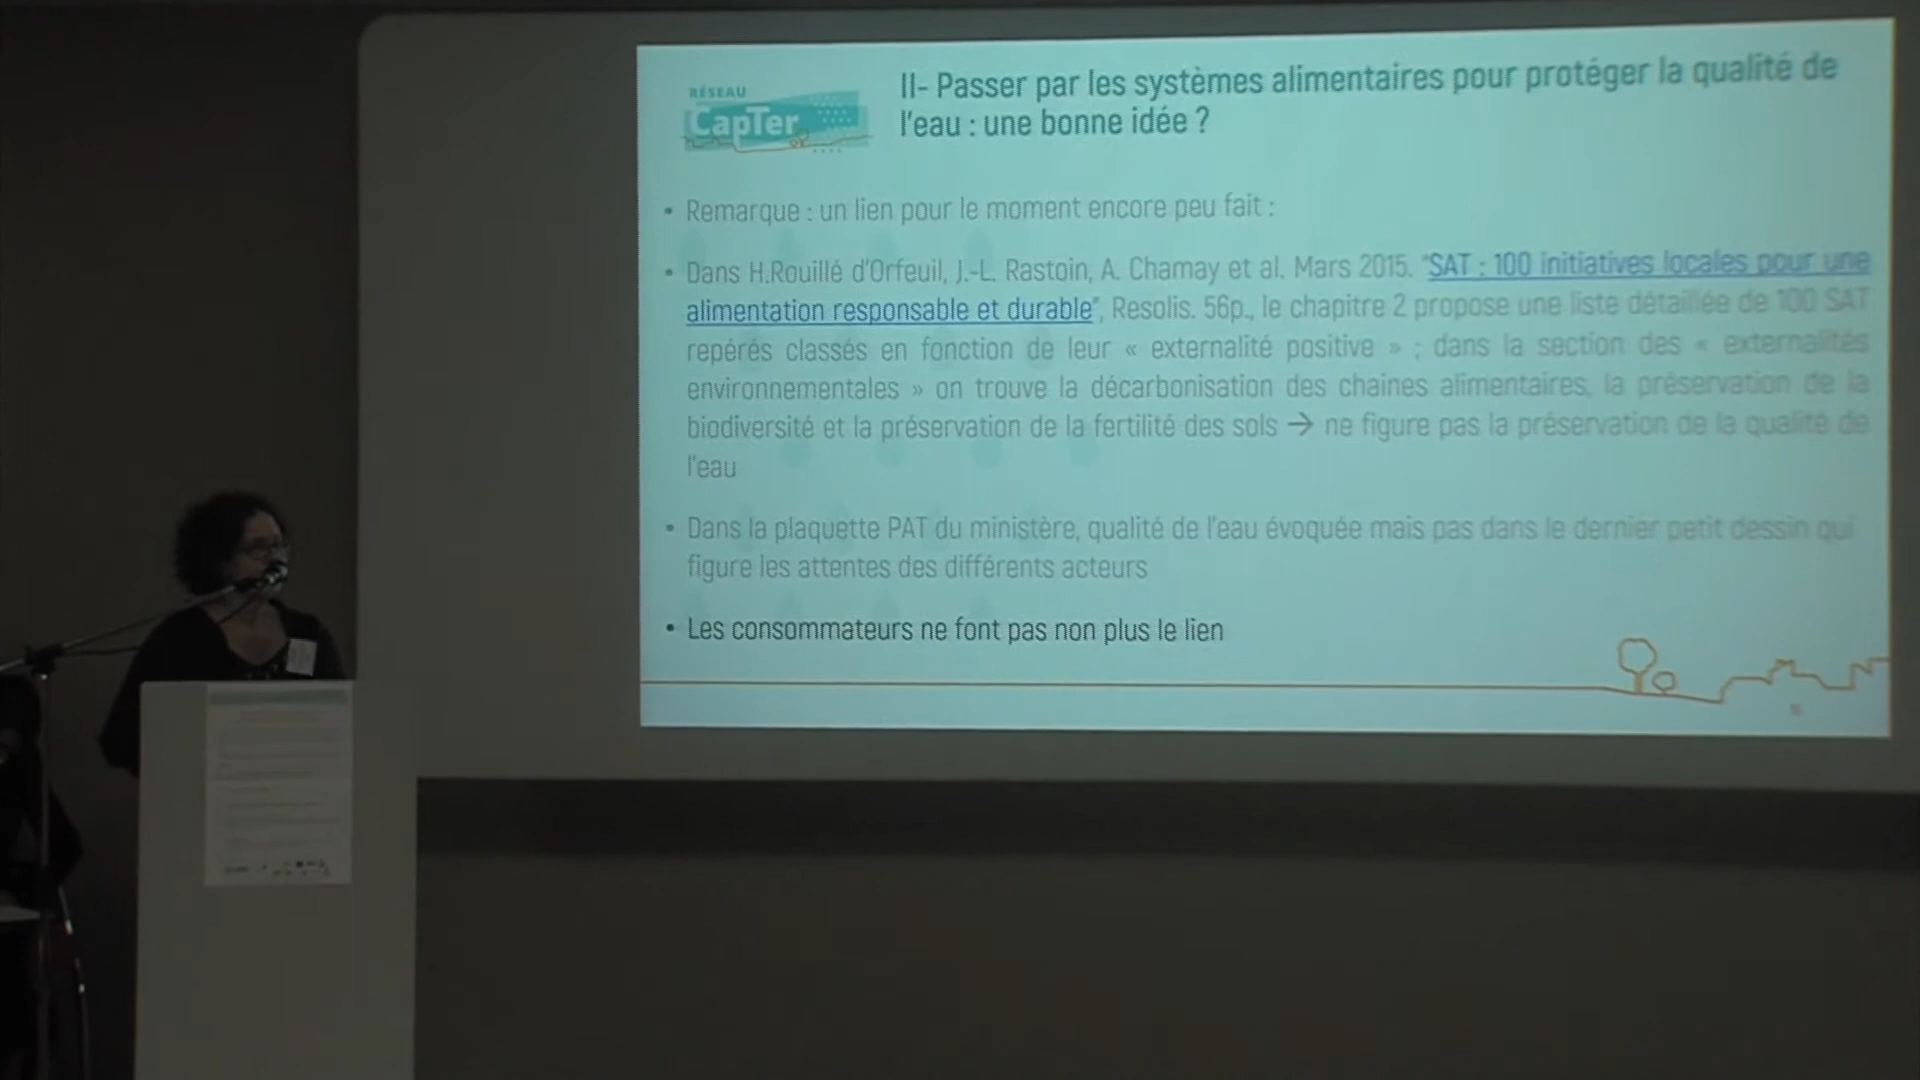 RÉSEAU
CapTer
II- Passer par les systèmes alimentaires pour protéger la qualité de
l'eau : une bonne idée ?
• Remarque : un lien pour le moment encore peu fait :
• Dans H.Rouillé d'Orfeuil, J.-L. Rastoin, A. Chamay et al. Mars 2015. "SAT : 100 initiatives locales pour une
alimentation responsable et durable", Resolis. 56p., le chapitre 2 propose une liste détaillée de 100 SAT
repérés classés en fonction de leur « externalité positive » ; dans la section des « externalités
environnementales » on trouve la décarbonisation des chaines alimentaires, la préservation de la
biodiversité et la préservation de la fertilité des sols → ne figure pas la préservation de la qualité de
l'eau
• Dans la plaquette PAT du ministère, qualité de l'eau évoquée mais pas dans le dernier petit dessin qui
figure les attentes des différents acteurs
• Les consommateurs ne font pas non plus le lien